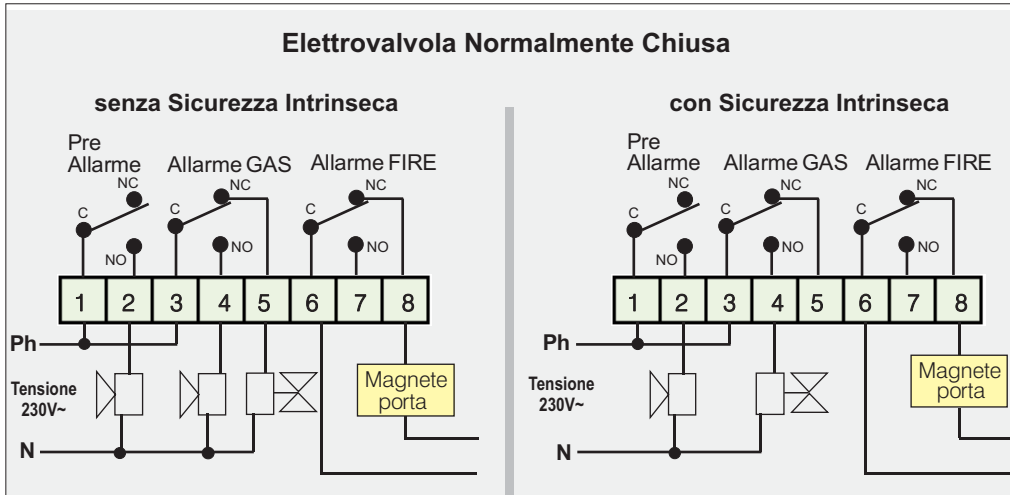 Elettrovalvola Normalmente Chiusa
senza Sicurezza Intrinseca
Pre
Allarme
Allarme GAS
Allarme FIRE
NC
NC
NC
C
C
C
NO
NO
NO
1 2 3 4 5 6 7 8
Ph
Tensione
230V~
N
Magnete
porta
con Sicurezza Intrinseca
Pre
Allarme
Allarme GAS
Allarme FIRE
NC
NC
NC
C
C
C
NO
NO
NO
1 2 3 4 5 6 7 8
Ph
Tensione
230V~
N
Magnete
porta